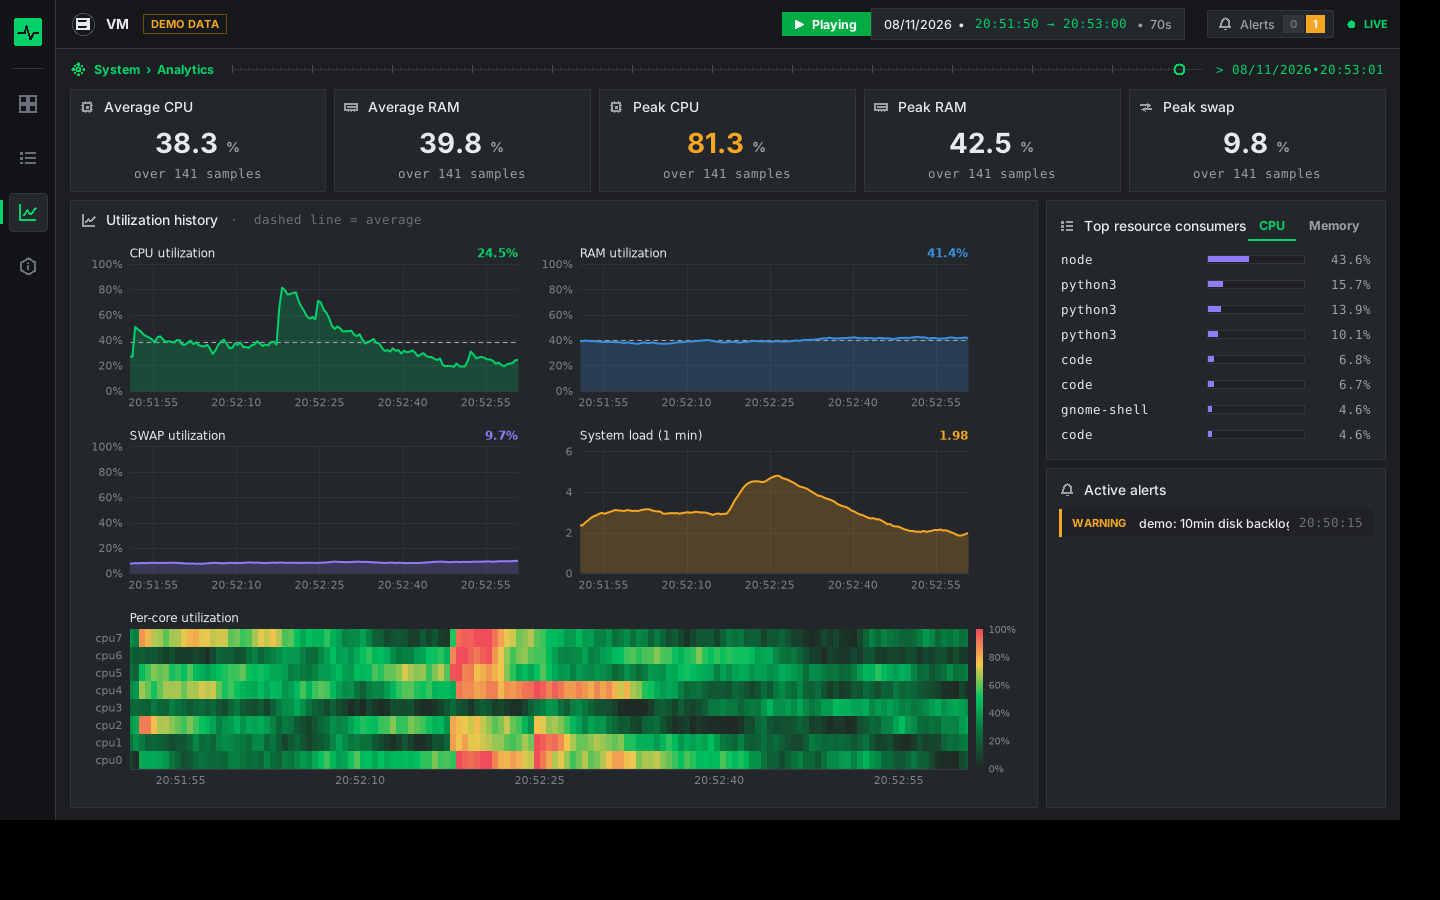 VM DEMO DATA Playing 08/11/2026 • 20:51:50 → 20:53:00 • 70s Alerts 0 1 LIVE
System › Analytics > 08/11/2026•20:53:01
Average CPU
38.3 %
over 141 samples
Average RAM
39.8 %
over 141 samples
Peak CPU
81.3 %
over 141 samples
Peak RAM
42.5 %
over 141 samples
Peak swap
9.8 %
over 141 samples
Utilization history · dashed line = average
CPU utilization 24.5%
100%
80%
60%
40%
20%
0%
20:51:55 20:52:10 20:52:25 20:52:40 20:52:55
RAM utilization 41.4%
100%
80%
60%
40%
20%
0%
20:51:55 20:52:10 20:52:25 20:52:40 20:52:55
SWAP utilization 9.7%
100%
80%
60%
40%
20%
0%
20:51:55 20:52:10 20:52:25 20:52:40 20:52:55
System load (1 min) 1.98
6
4
2
0
20:51:55 20:52:10 20:52:25 20:52:40 20:52:55
Per-core utilization
cpu7
cpu6
cpu5
cpu4
cpu3
cpu2
cpu1
cpu0
20:51:55 20:52:10 20:52:25 20:52:40 20:52:55
100%
80%
60%
40%
20%
0%
Top resource consumers CPU Memory
node 43.6%
python3 15.7%
python3 13.9%
python3 10.1%
code 6.8%
code 6.7%
gnome-shell 4.6%
code 4.6%
Active alerts
WARNING demo: 10min disk backlog 20:50:15